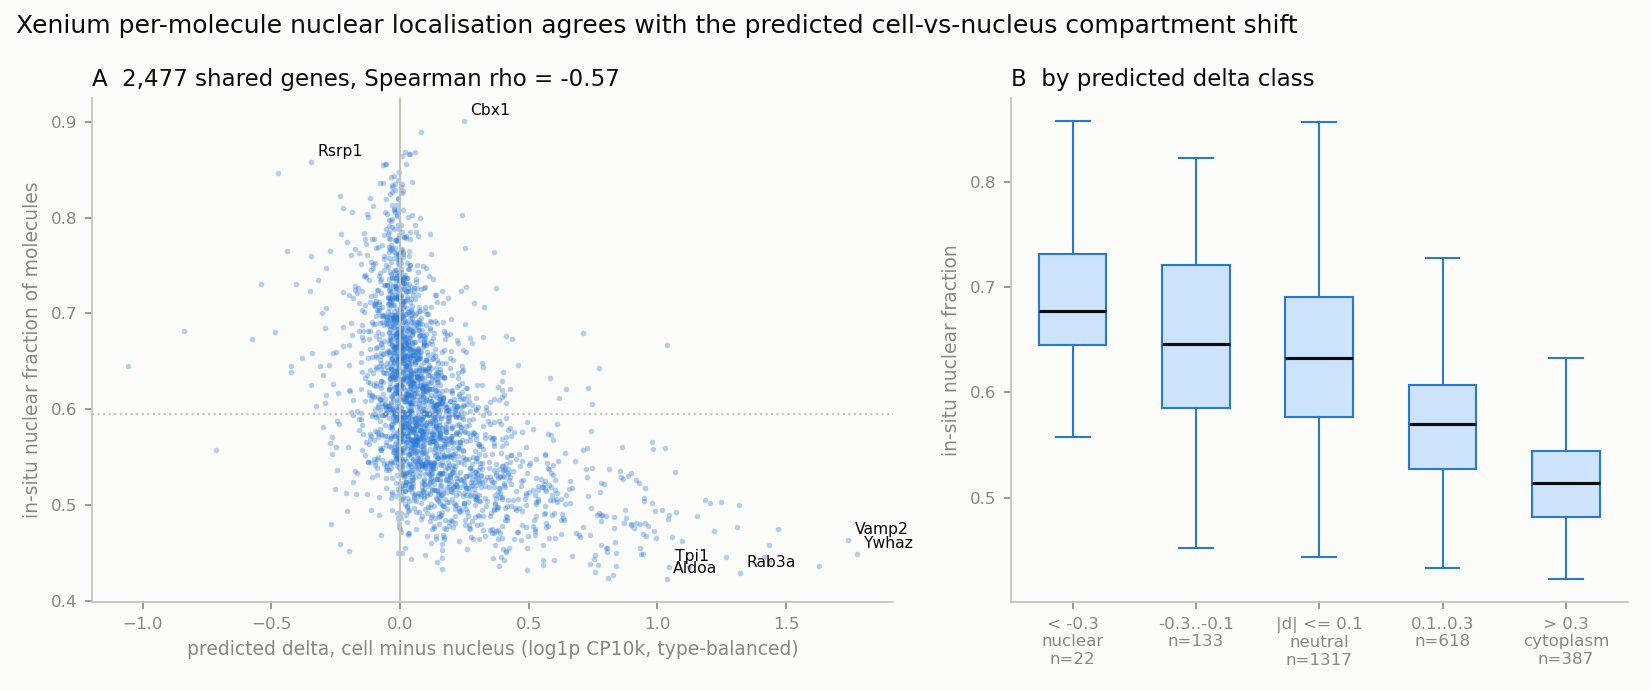 Xenium per-molecule nuclear localisation agrees with the predicted cell-vs-nucleus compartment shift
A  2,477 shared genes, Spearman rho = -0.57
in-situ nuclear fraction of molecules
0.9
0.8
0.7
0.6
0.5
0.4
Cbx1
Rsrp1
Vamp2
Ywhaz
Tpi1
Aldoa
Rab3a
−1.0
−0.5
0.0
0.5
1.0
1.5
predicted delta, cell minus nucleus (log1p CP10k, type-balanced)
B  by predicted delta class
in-situ nuclear fraction
0.8
0.7
0.6
0.5
< -0.3
nuclear
n=22
-0.3..-0.1
n=133
|d| <= 0.1
neutral
n=1317
0.1..0.3
n=618
> 0.3
cytoplasm
n=387